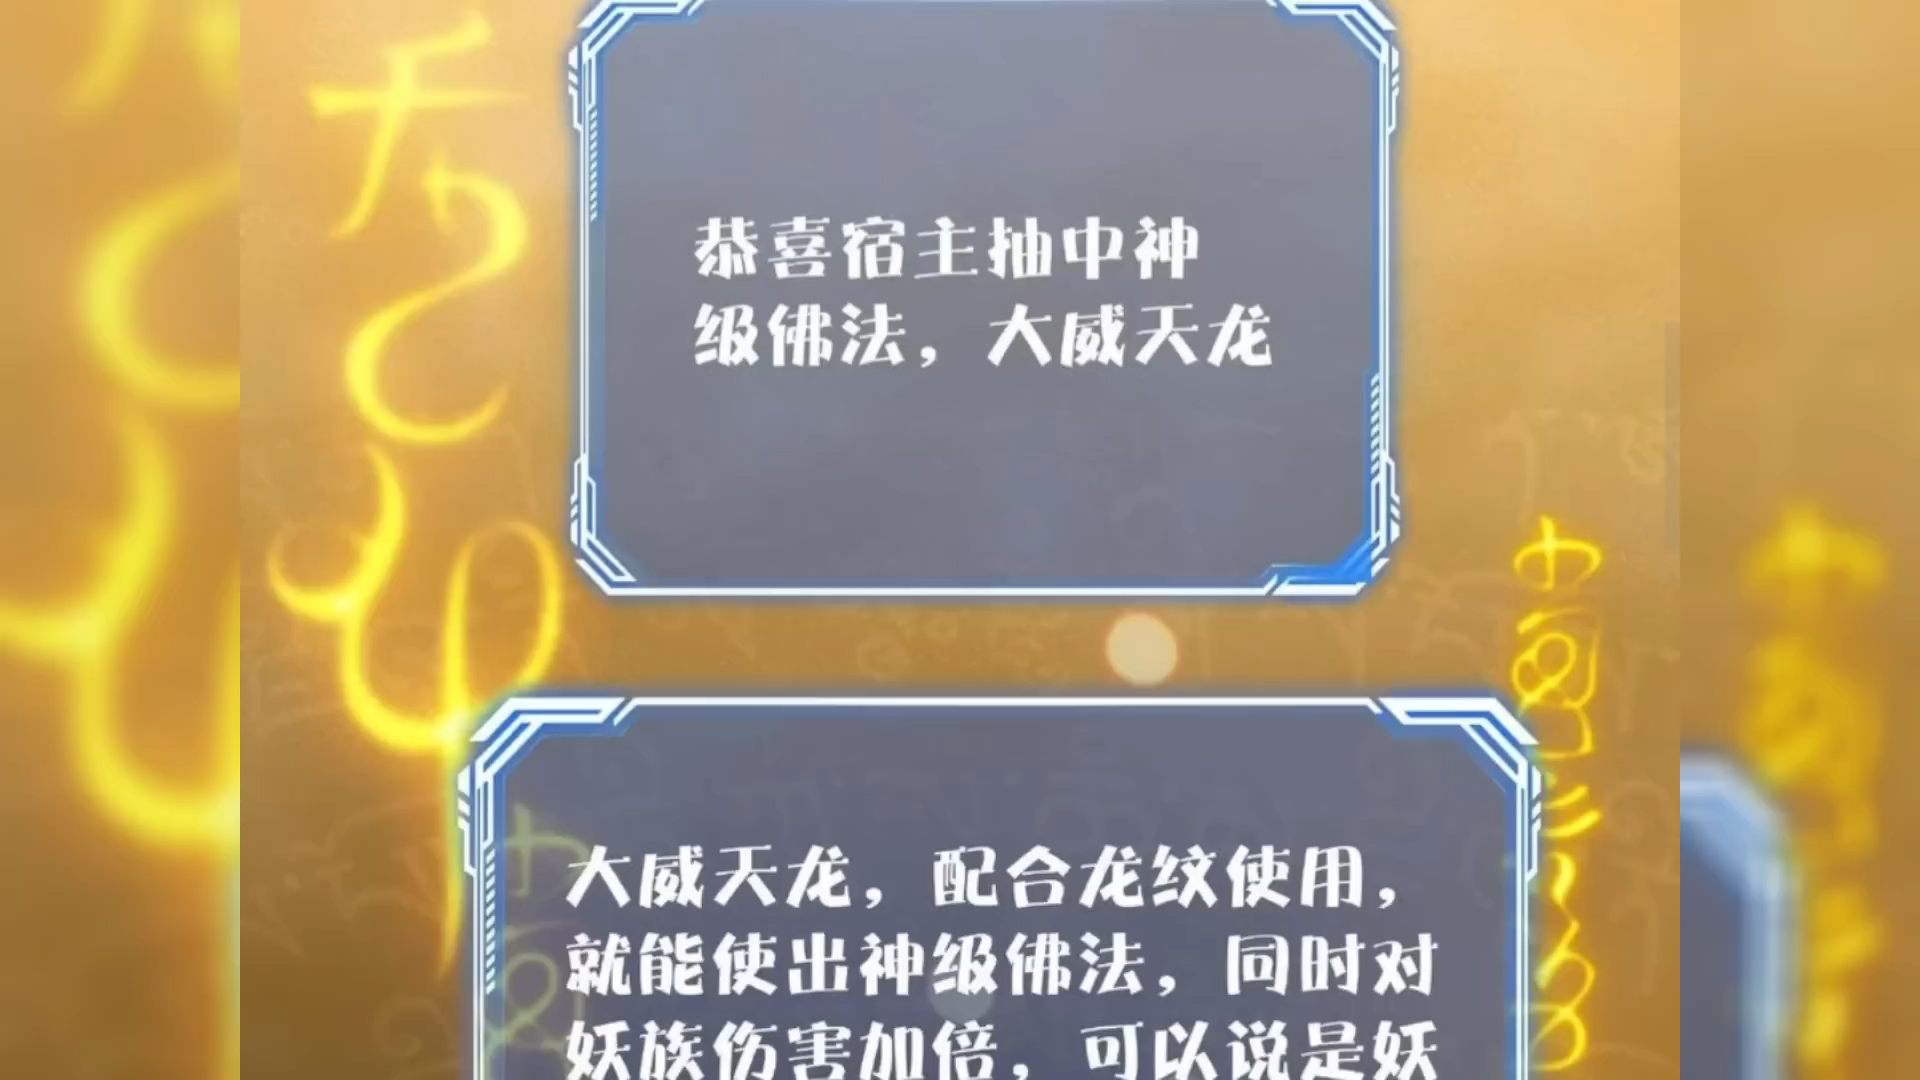 恭喜宿主抽中神
级佛法，大威天龙
大威天龙，配合龙纹使用，
就能使出神级佛法，同时对
妖族伤害加倍，可以说是妖